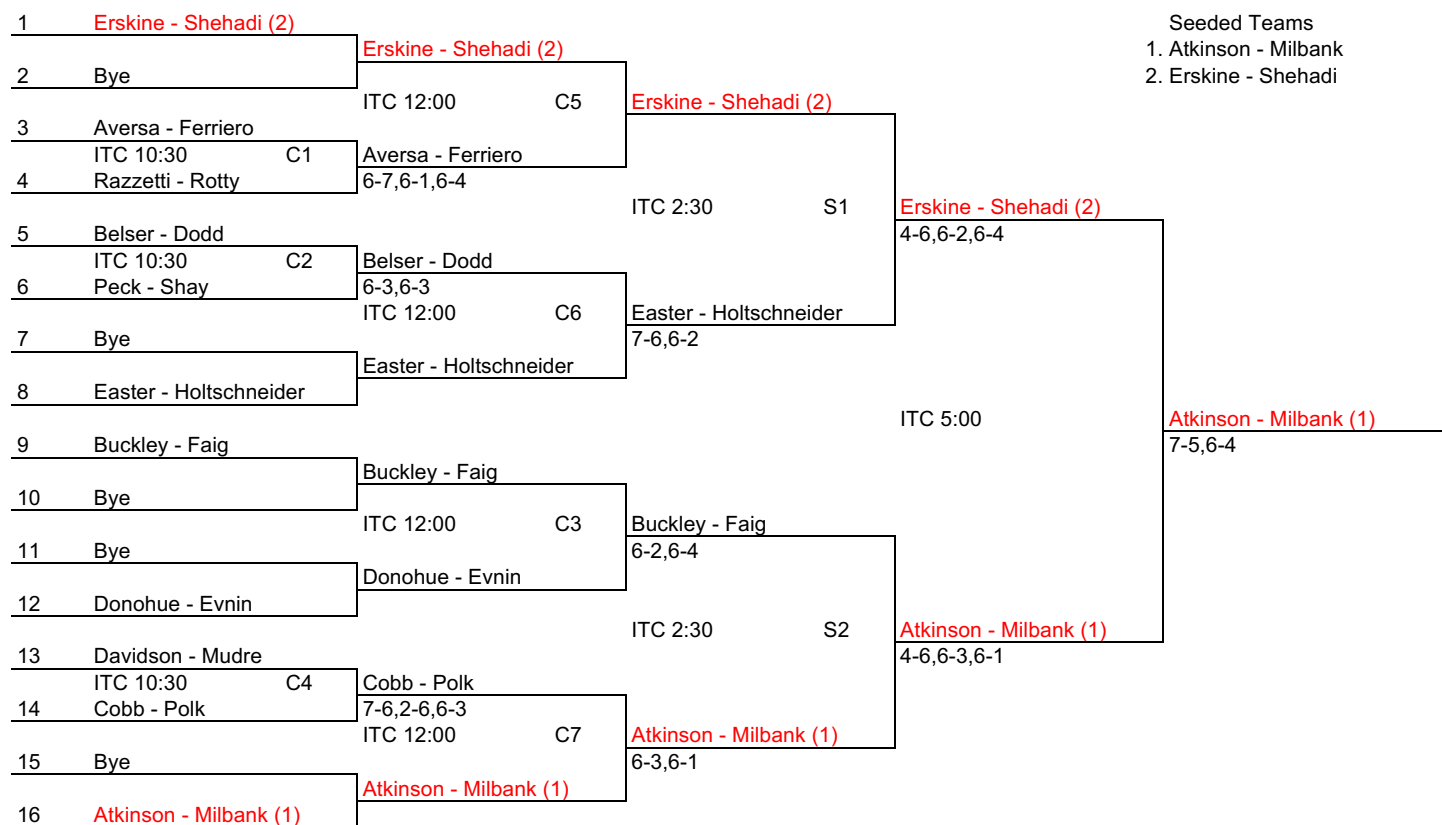 1 Erskine - Shehadi (2) Seeded Teams
Erskine - Shehadi (2) 1. Atkinson - Milbank
2 Bye 2. Erskine - Shehadi
ITC 12:00 C5 Erskine - Shehadi (2)
3 Aversa - Ferriero
ITC 10:30 C1 Aversa - Ferriero
4 Razzetti - Rotty 6-7,6-1,6-4
ITC 2:30 S1 Erskine - Shehadi (2)
5 Belser - Dodd 4-6,6-2,6-4
ITC 10:30 C2 Belser - Dodd
6 Peck - Shay 6-3,6-3
ITC 12:00 C6 Easter - Holtschneider
7 Bye 7-6,6-2
Easter - Holtschneider
8 Easter - Holtschneider
ITC 5:00 Atkinson - Milbank (1)
9 Buckley - Faig 7-5,6-4
Buckley - Faig
10 Bye
ITC 12:00 C3 Buckley - Faig
11 Bye 6-2,6-4
Donohue - Evnin
12 Donohue - Evnin
ITC 2:30 S2 Atkinson - Milbank (1)
13 Davidson - Mudre 4-6,6-3,6-1
ITC 10:30 C4 Cobb - Polk
14 Cobb - Polk 7-6,2-6,6-3
ITC 12:00 C7 Atkinson - Milbank (1)
15 Bye 6-3,6-1
Atkinson - Milbank (1)
16 Atkinson - Milbank (1)